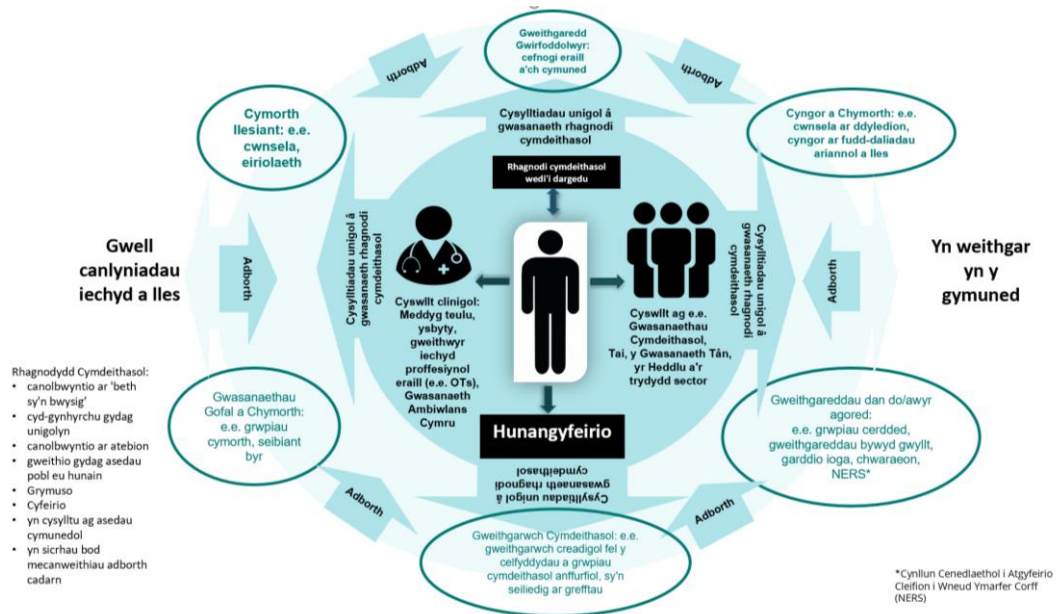 Gweithgaredd
Gwirfoddolwyr:
cefnogi eraill
a'ch cymuned
Adborth
Adborth
Cymorth
llesiant: e.e.
cwnsela,
eiriolaeth
Cysylltiadau unigol â
gwasanaeth rhagnodi
cymdeithasol
Cyngor a Chymorth: e.e.
cwnsela ar ddyledion,
cyngor ar fudd-daliadau
ariannol a lles
Rhagnodi cymdeithasol
wedi'i dargedu
Gwell
canlyniadau
iechyd a lles
Adborth
Cysylltiadau unigol â
gwasanaeth rhagnodi
cymdeithasol
Cyswllt clinigol:
Meddyg teulu,
ysbyty,
gweithwyr
iechyd
proffesiynol
eraill (e.e. OTs),
Gwasanaeth
Ambiwlans
Cymru
Cyswllt ag e.e.
Gwasanaethau
Cymdeithasol,
Tai, y Gwasanaeth Tân,
yr Heddlu a'r
trydydd sector
Cysylltiadau unigol â
gwasanaeth rhagnodi
cymdeithasol
Adborth
Yn weithgar
yn y
gymuned
Rhagnodydd Cymdeithasol:
• canolbwyntio ar 'beth
sy'n bwysig'
• cyd-gynhyrchu gydag
unigolyn
• canolbwyntio ar atebion
• gweithio gydag asedau
pobl eu hunain
• Grymuso
• Cyfeirio
• yn cysylltu ag asedau
cymunedol
• yn sicrhau bod
mecanweithiau adborth
cadarn
Gwasanaethau
Gofal a Chymorth:
e.e. grwpiau
cymorth, seibiant
byr
Hunangyfeirio
Gweithgareddau dan do/awyr
agored:
e.e. grwpiau cerdded,
gweithgareddau bywyd gwyllt,
garddio ioga, chwaraeon,
NERS*
Cysylltiadau unigol â
gwasanaeth rhagnodi
cymdeithasol
Adborth
Adborth
Gweithgarwch Cymdeithasol: e.e.
gweithgarwch creadigol fel y
celfyddydau a grwpiau
cymdeithasol anffurfiol, sy'n
seiliedig ar grefftau
*Cynllun Cenedlaethol i Atgyfeirio
Cleifion i Wneud Ymarfer Corff
(NERS)